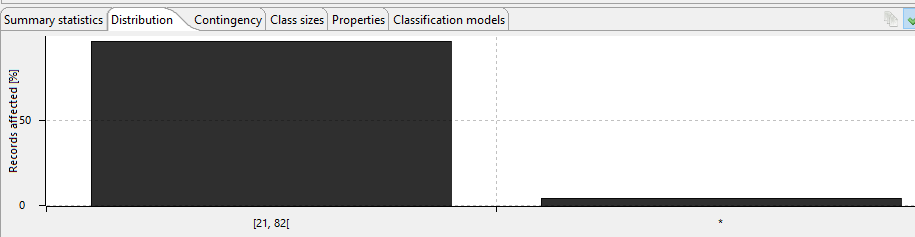 Summary statistics Distribution Contingency Class sizes Properties Classification models
Records affected [%]
50
0
[21, 82[
*